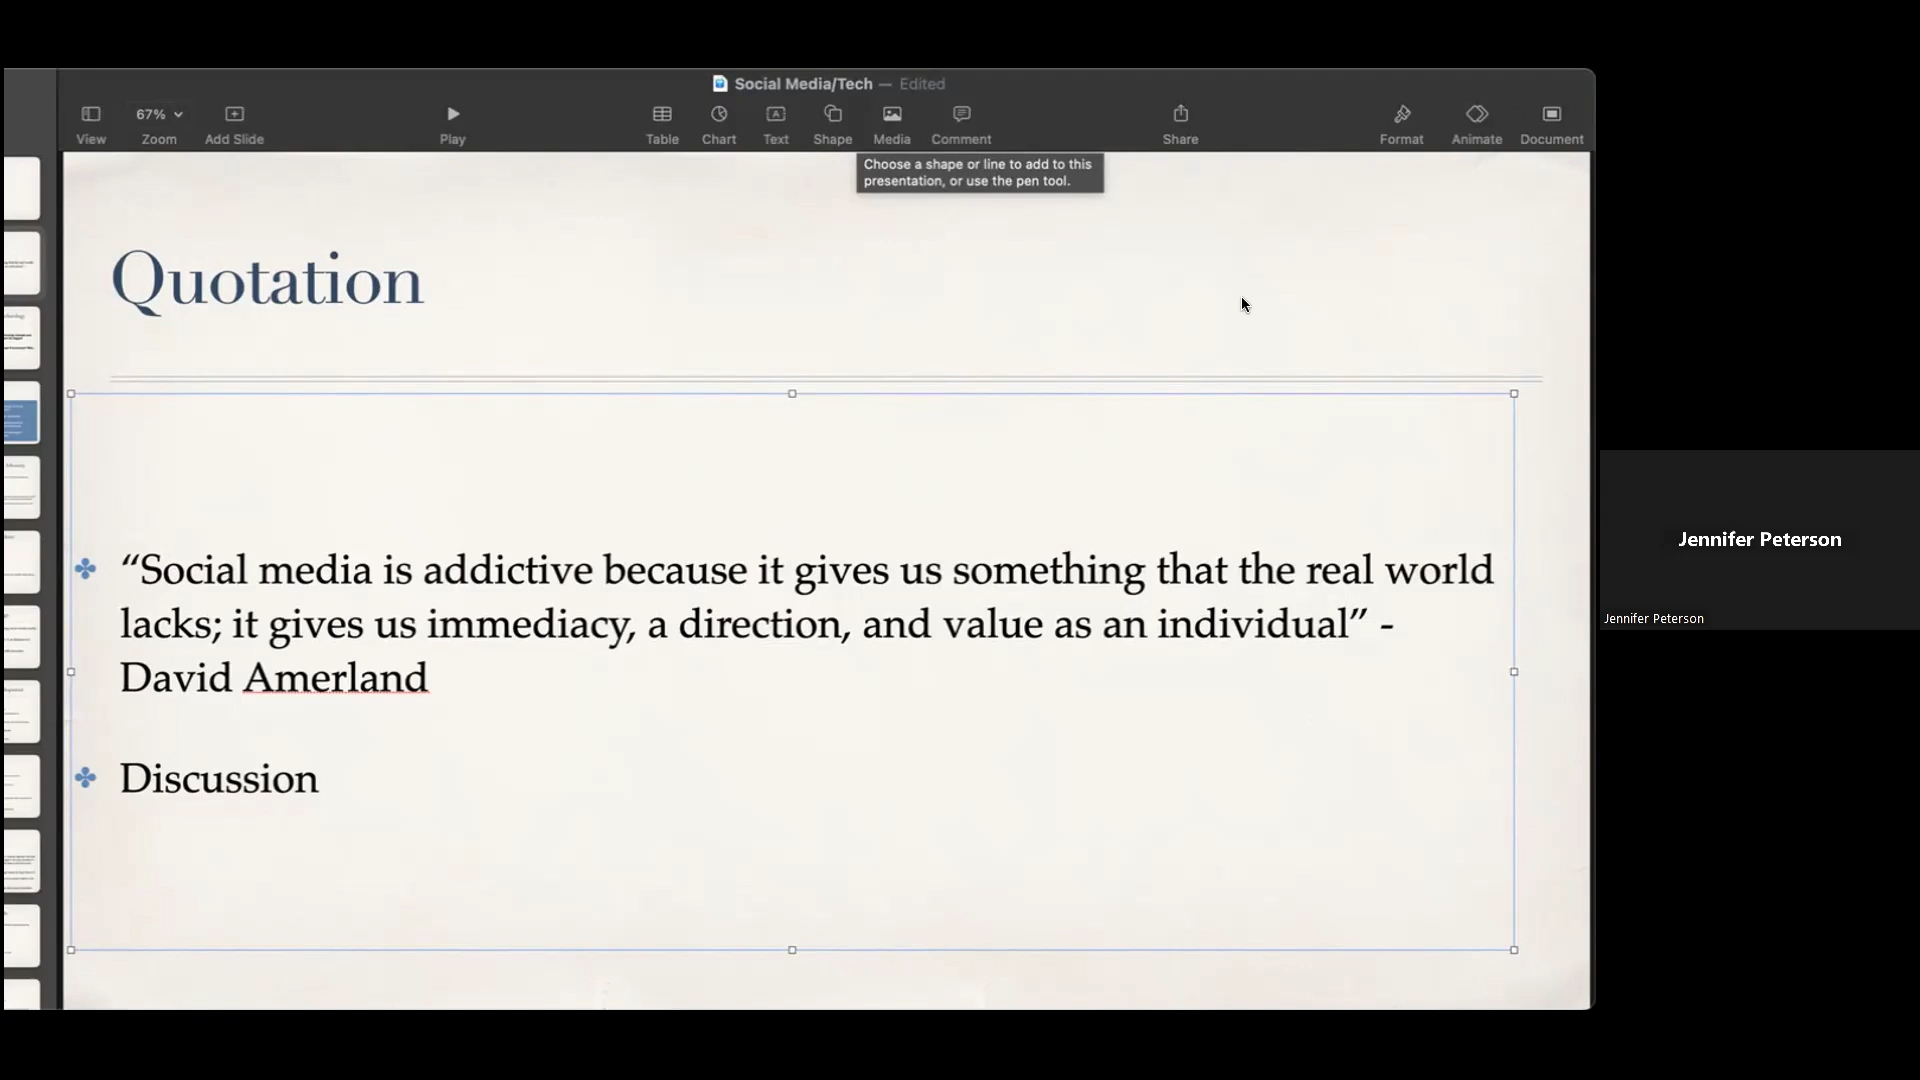 Social Media/Tech — Edited
67%
View Zoom Add Slide Play Table Chart Text Shape Media Comment Share Format Animate Document
Choose a shape or line to add to this
presentation, or use the pen tool.
Quotation
“Social media is addictive because it gives us something that the real world
lacks; it gives us immediacy, a direction, and value as an individual” -
David Amerland
Discussion
Jennifer Peterson
Jennifer Peterson